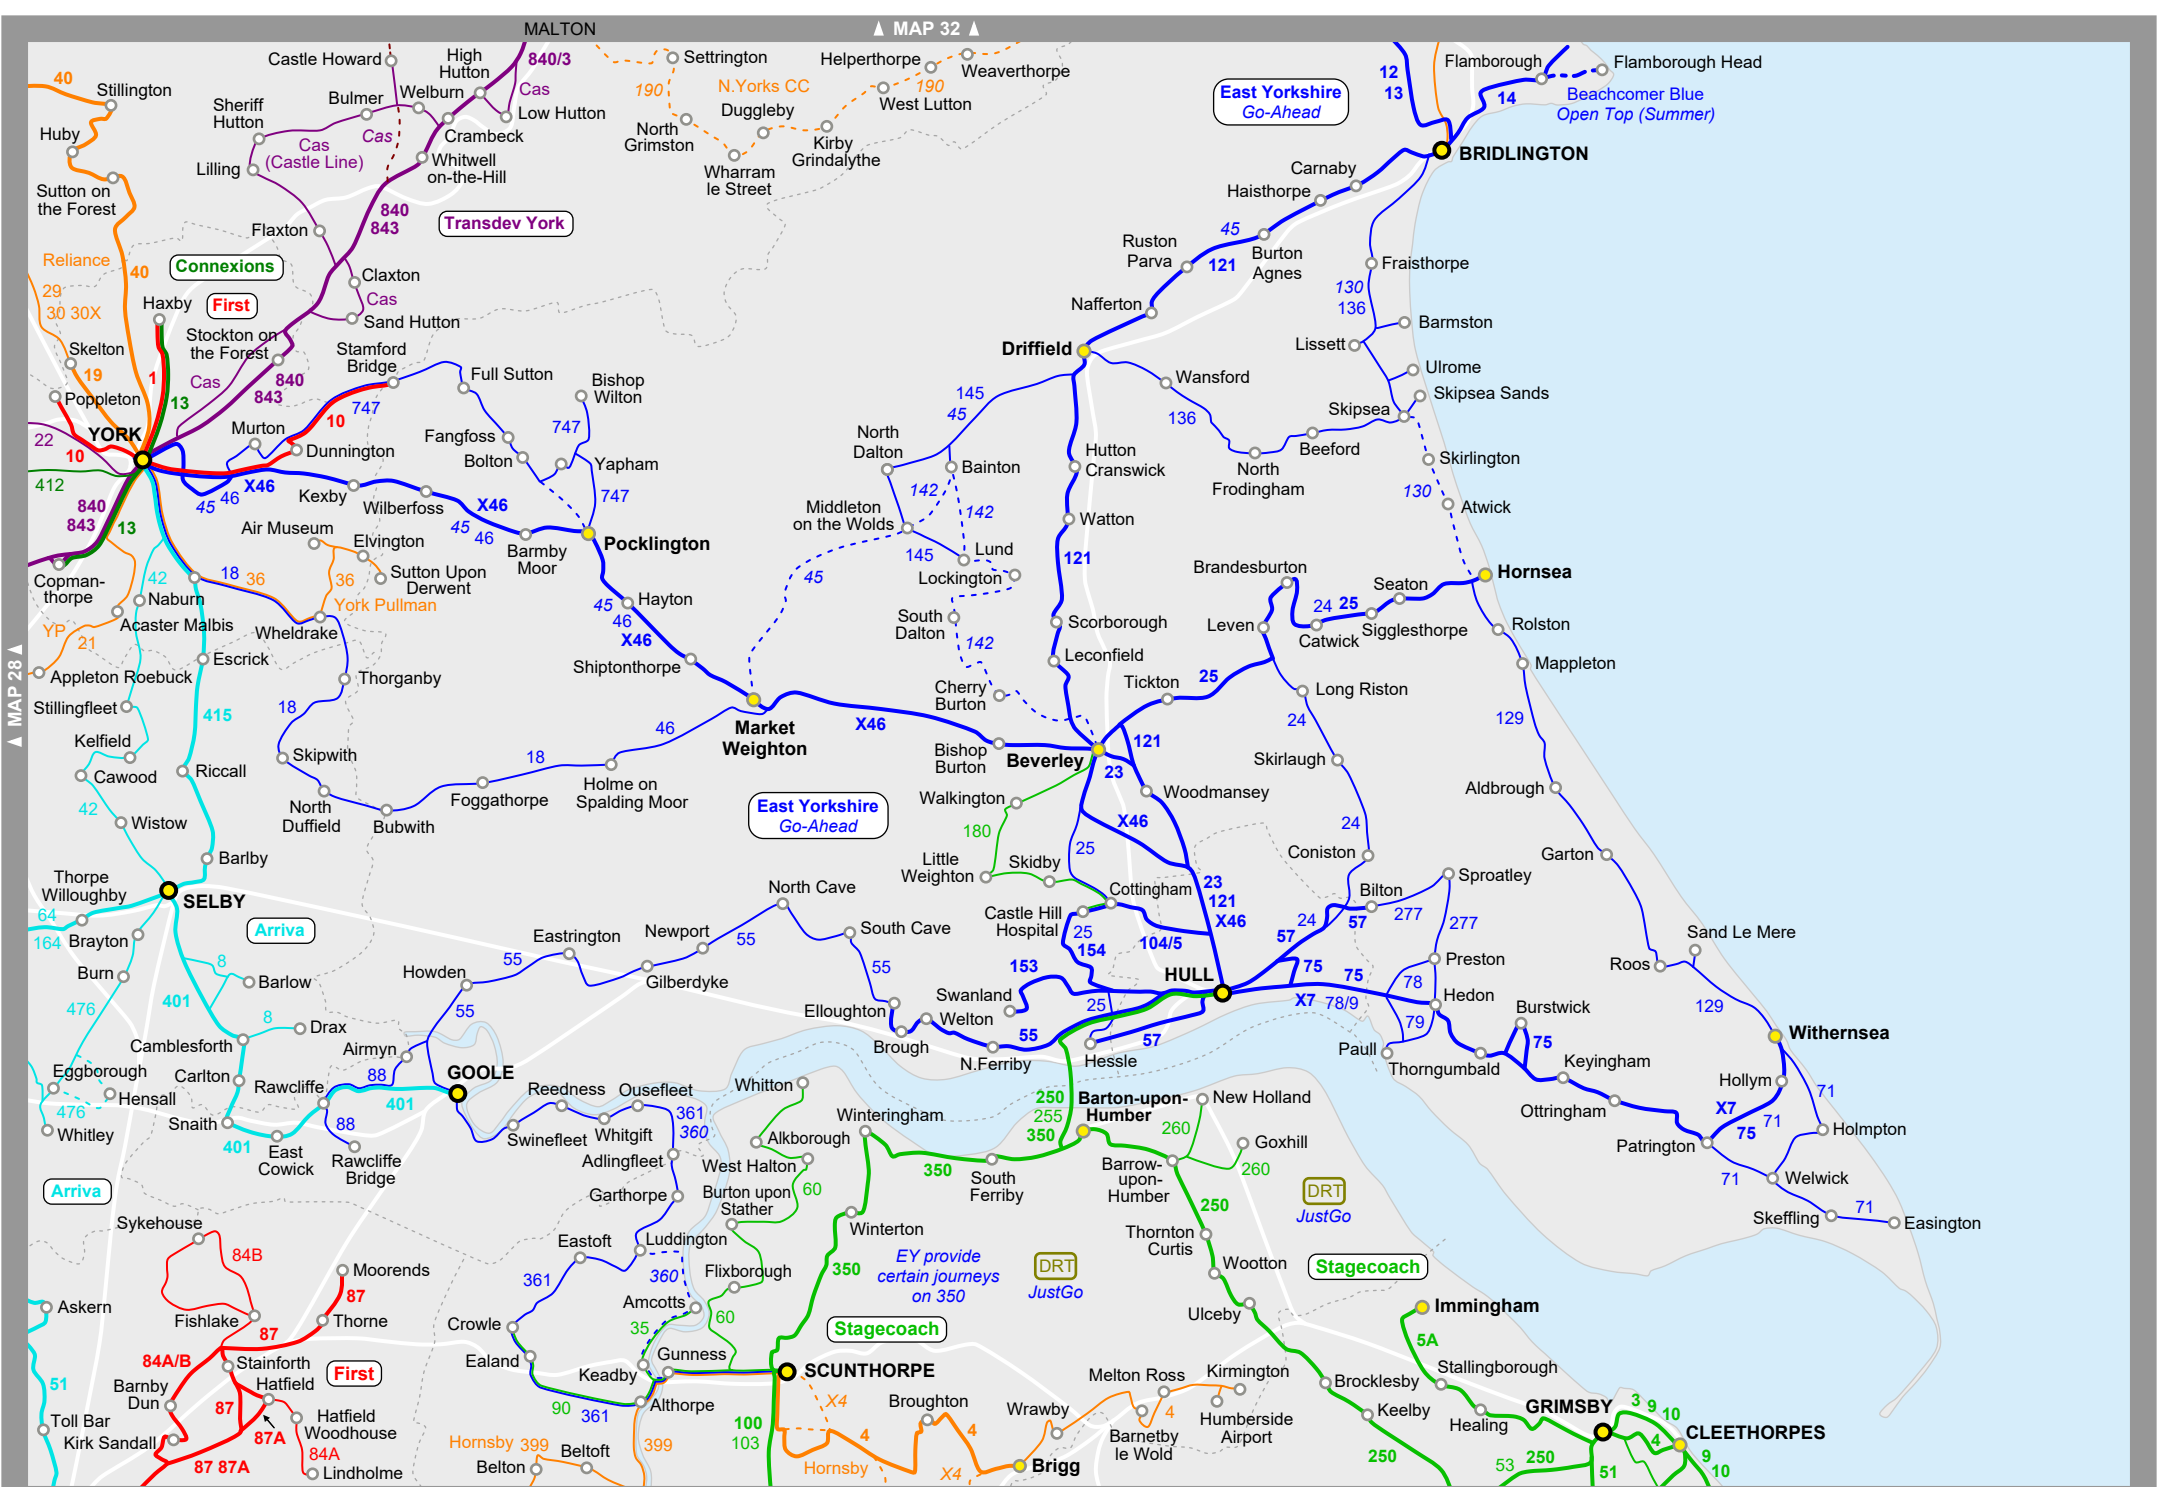 MALTON
▲ MAP 32 ▲
▲ MAP 28 ▲
40
Stillington
Huby
Sutton on
the Forest
Reliance
29
30 30X
40
Skelton
19
Poppleton
Haxby
1
13
Connexions
First
Castle Howard
High
Hutton
840/3
Cas
Low Hutton
Sheriff
Hutton
Bulmer
Welburn
Cas
Crambeck
Cas
(Castle Line)
Lilling
Whitwell
on-the-Hill
840
843
Transdev York
Flaxton
Claxton
Cas
Sand Hutton
Stockton on
the Forest
Cas
840
843
Settrington
190
N.Yorks CC
190
Helperthorpe
Weaverthorpe
West Lutton
Duggleby
North
Grimston
Kirby
Grindalythe
Wharram
le Street
East Yorkshire
Go-Ahead
12
13
Flamborough
Flamborough Head
14
Beachcomer Blue
Open Top (Summer)
BRIDLINGTON
Carnaby
Haisthorpe
45
Burton
Agnes
Ruston
Parva
121
Nafferton
Driffield
Fraisthorpe
130
136
Barmston
Lissett
Ulrome
Skipsea Sands
Skipsea
Wansford
136
Beeford
North
Frodingham
Skirlington
130
Atwick
Hornsea
YORK
22
10
412
840
843
13
Copman-
thorpe
Stamford
Bridge
747
10
Murton
Dunnington
Full Sutton
Bishop
Wilton
Fangfoss
747
Bolton
Yapham
747
X46
45
46
Kexby
Wilberfoss
X46
45
46
Barmby
Moor
Pocklington
Air Museum
Elvington
Sutton Upon
Derwent
18
36
36
York Pullman
Wheldrake
42
Naburn
Acaster Malbis
YP
21
Appleton Roebuck
Escrick
Thorganby
Stillingfleet
415
18
Kelfield
Cawood
Riccall
Skipwith
42
Wistow
Barlby
North
Duffield
Bubwith
Foggathorpe
18
Holme on
Spalding Moor
46
45
46
Hayton
X46
Shiptonthorpe
Market
Weighton
X46
145
45
North
Dalton
Bainton
142
142
Middleton
on the Wolds
145
Lund
Lockington
45
South
Dalton
142
Cherry
Burton
Bishop
Burton
Hutton
Cranswick
Watton
121
Scorborough
Leconfield
Beverley
Tickton
25
Brandesburton
Leven
24
25
Catwick
Seaton
Sigglesthorpe
Long Riston
24
Skirlaugh
24
Coniston
Rolston
Mappleton
129
Aldbrough
Garton
Sand Le Mere
Roos
129
Withernsea
121
23
Woodmansey
Walkington
180
X46
25
Little
Weighton
Skidby
Cottingham
23
121
X46
Castle Hill
Hospital
25
154
104/5
HULL
East Yorkshire
Go-Ahead
Thorpe
Willoughby
64
164
SELBY
Arriva
Brayton
Burn
476
401
8
Barlow
8
Drax
Camblesforth
Eggborough
Hensall
476
Whitley
Carlton
Snaith
401
East
Cowick
Rawcliffe
88
88
401
Rawcliffe
Bridge
Airmyn
GOOLE
Arriva
Howden
55
55
Eastrington
Newport
55
Gilberdyke
North Cave
South Cave
55
Elloughton
Brough
Swanland
Welton
153
N.Ferriby
55
25
Hessle
57
24
57
57
Bilton
277
Sproatley
277
Preston
75
75
78
X7
78/9
Hedon
79
Paull
Thorngumbald
Burstwick
75
Keyingham
Ottringham
Hollym
X7
75
71
71
Holmpton
Patrington
71
Welwick
Skeffling
71
Easington
Reedness
Ousefleet
Swinefleet
Whitgift
361
360
Adlingfleet
Garthorpe
Luddington
Eastoft
361
360
Amcotts
35
Crowle
Ealand
Keadby
Gunness
90
361
Althorpe
Whitton
Alkborough
West Halton
60
Burton upon
Stather
Flixborough
60
Winteringham
350
South
Ferriby
Winterton
350
250
255
350
Barton-upon-
Humber
New Holland
260
Goxhill
260
Barrow-
upon-
Humber
250
DRT
JustGo
Thornton
Curtis
Wootton
Ulceby
EY provide
certain journeys
on 350
DRT
JustGo
Stagecoach
Stagecoach
SCUNTHORPE
100
103
X4
4
Hornsby
Broughton
4
X4
Brigg
Wrawby
Melton Ross
Kirmington
4
Barnetby
le Wold
Humberside
Airport
Brocklesby
Keelby
250
Immingham
5A
Stallingborough
Healing
GRIMSBY
3
9
10
4
CLEETHORPES
9
10
53
250
51
Sykehouse
84B
Fishlake
Moorends
87
Thorne
87
84A/B
Stainforth
Hatfield
First
Barnby
Dun
87
87A
Hatfield
Woodhouse
84A
Kirk Sandall
87 87A
Lindholme
Askern
51
Toll Bar
Hornsby
399
Beltoft
Belton
399